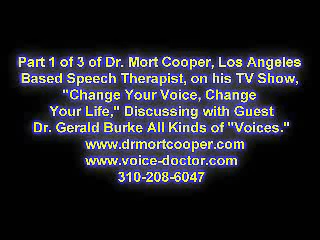 Part 1 of 3 of Dr. Mort Cooper, Los Angeles
Based Speech Therapist, on his TV Show,
"Change Your Voice, Change
Your Life," Discussing with Guest
Dr. Gerald Burke All Kinds of "Voices."
www.drmortcooper.com
www.voice-doctor.com
310-208-6047